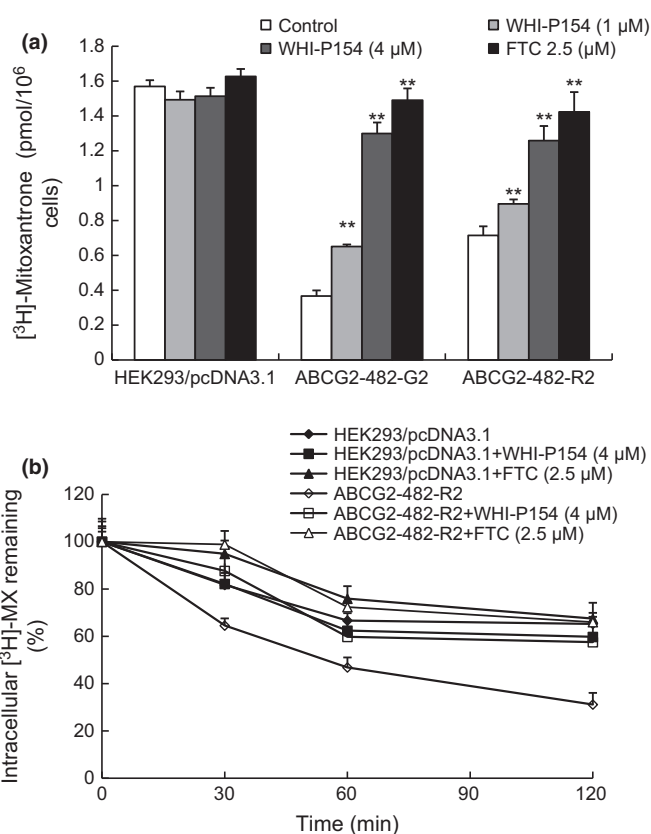 (a)
Control
WHI-P154 (1 µM)
WHI-P154 (4 µM)
FTC 2.5 (µM)
[³H]-Mitoxantrone (pmol/10⁶
cells)
1.8
1.6
1.4
1.2
1
0.8
0.6
0.4
0.2
0
**
**
**
**
**
**
HEK293/pcDNA3.1
ABCG2-482-G2
ABCG2-482-R2
(b)
HEK293/pcDNA3.1
HEK293/pcDNA3.1+WHI-P154 (4 µM)
HEK293/pcDNA3.1+FTC (2.5 µM)
ABCG2-482-R2
ABCG2-482-R2+WHI-P154 (4 µM)
ABCG2-482-R2+FTC (2.5 µM)
Intracellular [³H]-MX remaining
(%)
120
100
80
60
40
20
0
0
30
60
90
120
Time (min)